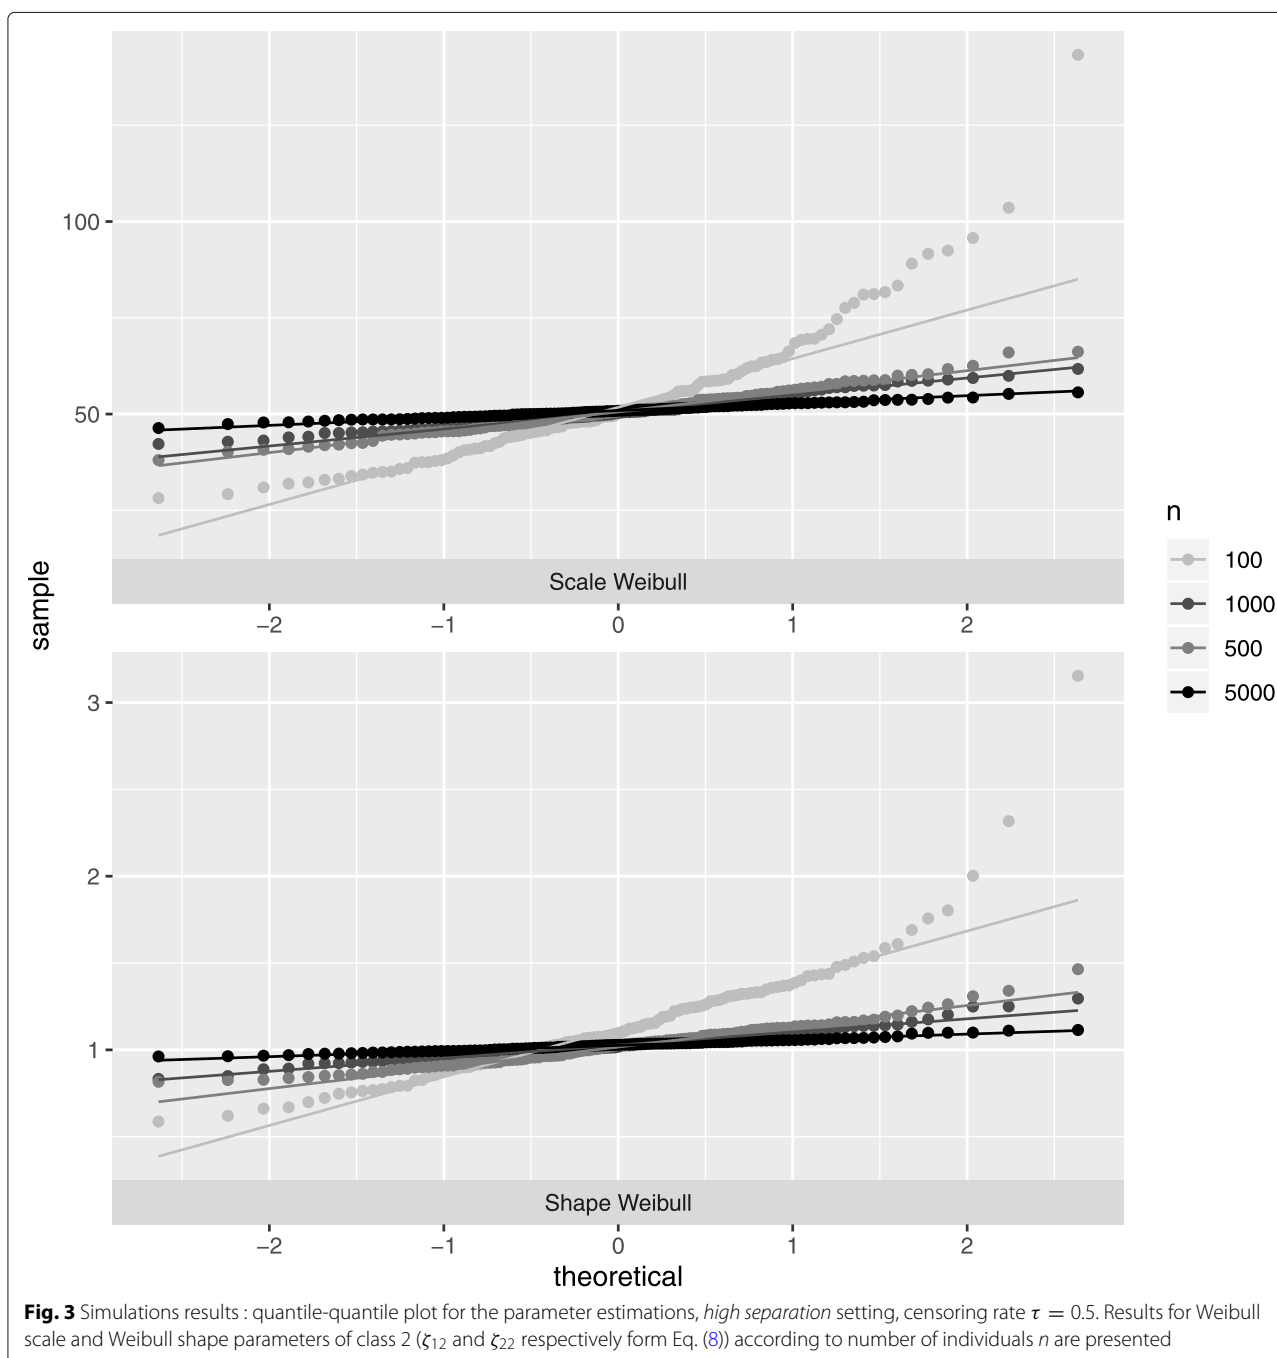 100
50
Scale Weibull
−2 −1 0 1 2
sample
3
2
1
Shape Weibull
−2 −1 0 1 2
theoretical
n
100
1000
500
5000
Fig. 3 Simulations results : quantile-quantile plot for the parameter estimations, high separation setting, censoring rate τ = 0.5. Results for Weibull
scale and Weibull shape parameters of class 2 (ζ12 and ζ22 respectively form Eq. (8)) according to number of individuals n are presented